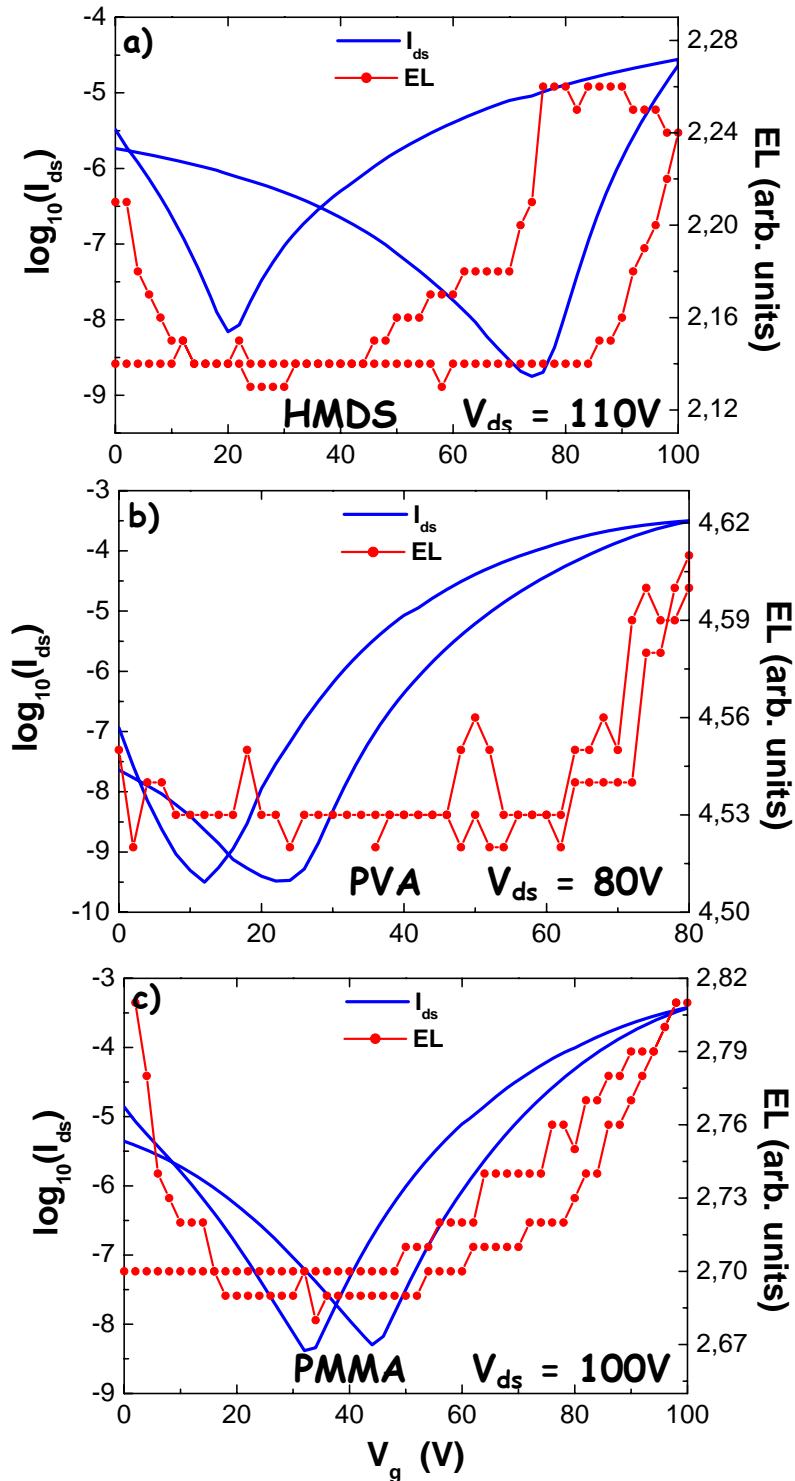 a)
I_ds
EL
log₁₀(I_ds)
-4
-5
-6
-7
-8
-9
EL (arb. units)
2,28
2,24
2,20
2,16
2,12
HMDS V_ds = 110V
0 20 40 60 80 100
b)
I_ds
EL
log₁₀(I_ds)
-3
-4
-5
-6
-7
-8
-9
-10
EL (arb. units)
4,62
4,59
4,56
4,53
4,50
PVA V_ds = 80V
0 20 40 60 80
c)
I_ds
EL
log₁₀(I_ds)
-3
-4
-5
-6
-7
-8
-9
EL (arb. units)
2,82
2,79
2,76
2,73
2,70
2,67
PMMA V_ds = 100V
0 20 40 60 80 100
V_g (V)